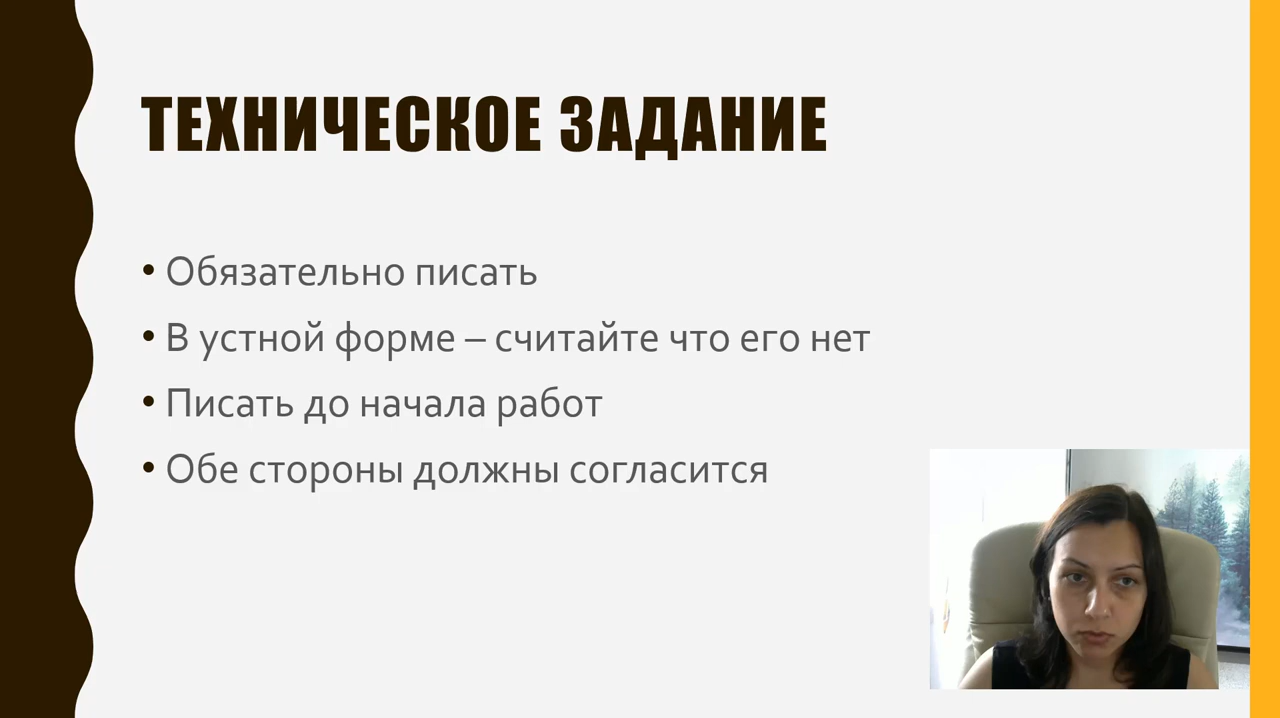 ТЕХНИЧЕСКОЕ ЗАДАНИЕ
• Обязательно писать
• В устной форме – считайте что его нет
• Писать до начала работ
• Обе стороны должны согласится